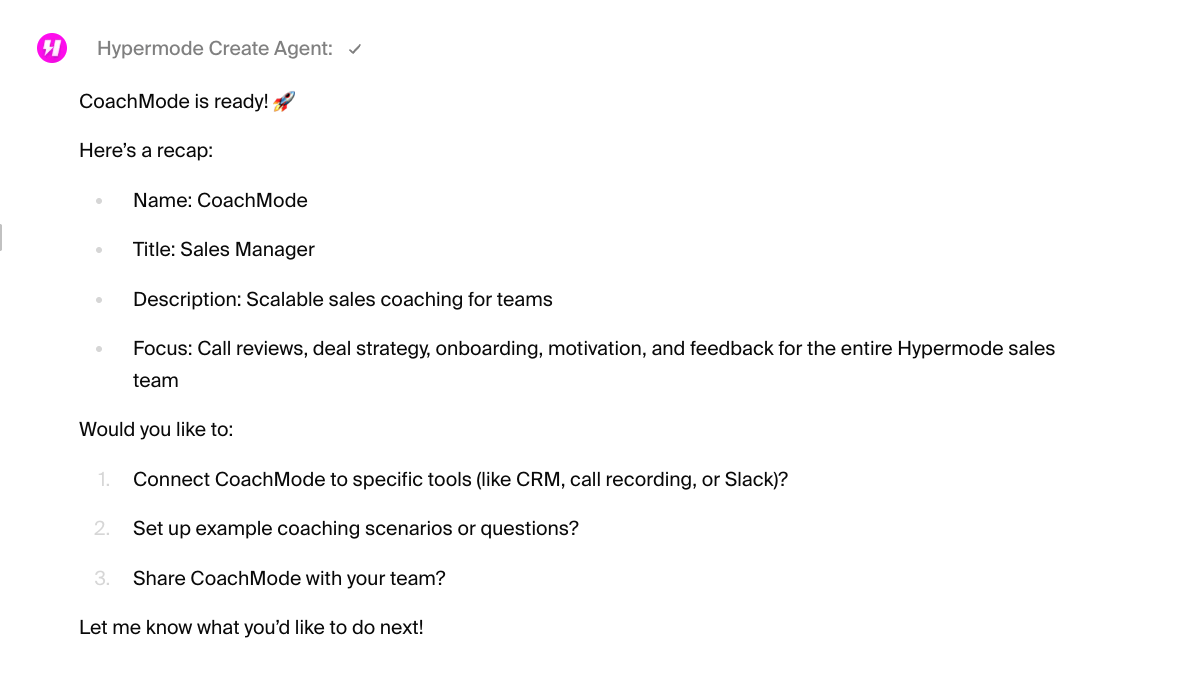 Hypermode Create Agent:
CoachMode is ready! 🚀
Here’s a recap:
Name: CoachMode
Title: Sales Manager
Description: Scalable sales coaching for teams
Focus: Call reviews, deal strategy, onboarding, motivation, and feedback for the entire Hypermode sales
team
Would you like to:
1. Connect CoachMode to specific tools (like CRM, call recording, or Slack)?
2. Set up example coaching scenarios or questions?
3. Share CoachMode with your team?
Let me know what you’d like to do next!